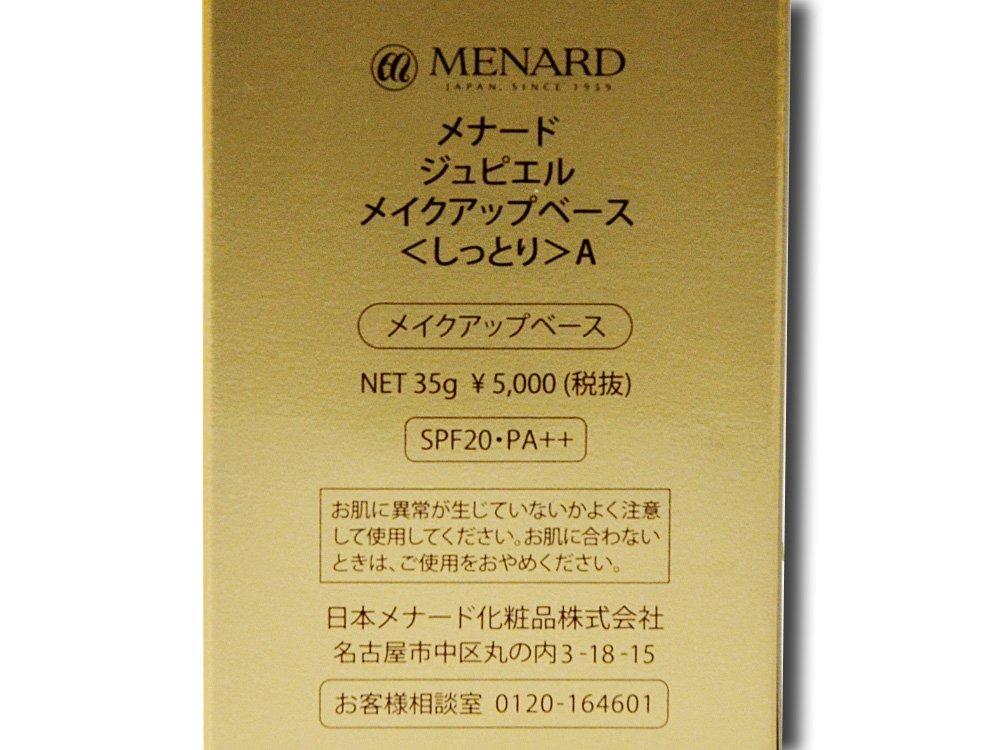 MENARD
JAPAN, SINCE 1959
メナード
ジュピエル
メイクアップベース
<しっとり>A
メイクアップベース
NET 35g ¥5,000 (税抜)
SPF20・PA++
お肌に異常が生じていないかよく注意
して使用してください。お肌に合わない
ときは、ご使用をおやめください。
日本メナード化粧品株式会社
名古屋市中区丸の内3-18-15
お客様相談室 0120-164601